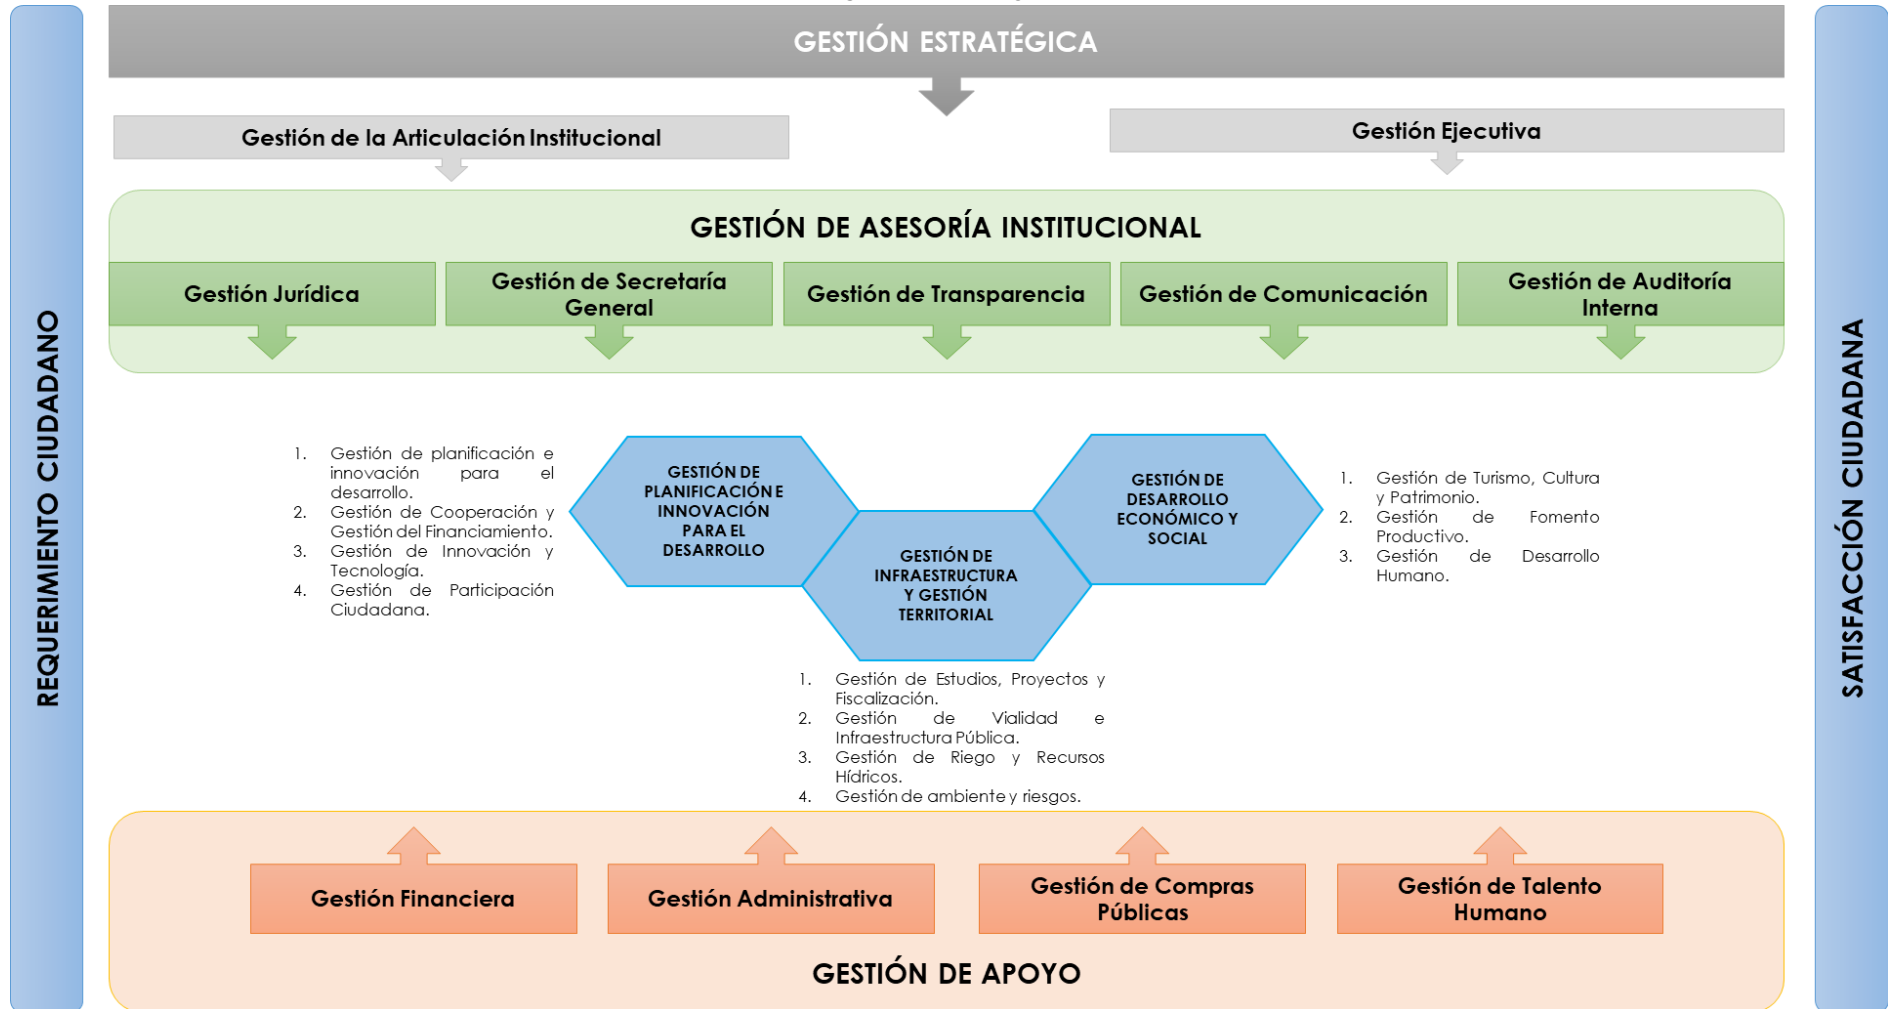 GESTIÓN ESTRATÉGICA
Gestión de la Articulación Institucional
Gestión Ejecutiva
REQUERIMIENTO CIUDADANO
GESTIÓN DE ASESORÍA INSTITUCIONAL
Gestión Jurídica
Gestión de Secretaría
General
Gestión de Transparencia
Gestión de Comunicación
Gestión de Auditoría
Interna
1. Gestión de planificación e
innovación para el
desarrollo.
2. Gestión de Cooperación y
Gestión del Financiamiento.
3. Gestión de Innovación y
Tecnología.
4. Gestión de Participación
Ciudadana.
GESTIÓN DE
PLANIFICACIÓN E
INNOVACIÓN
PARA EL
DESARROLLO
GESTIÓN DE
INFRAESTRUCTURA
Y GESTIÓN
TERRITORIAL
1. Gestión de Estudios, Proyectos y
Fiscalización.
2. Gestión de Vialidad e
Infraestructura Pública.
3. Gestión de Riego y Recursos
Hídricos.
4. Gestión de ambiente y riesgos.
GESTIÓN DE
DESARROLLO
ECONÓMICO Y
SOCIAL
1. Gestión de Turismo, Cultura
y Patrimonio.
2. Gestión de Fomento
Productivo.
3. Gestión de Desarrollo
Humano.
Gestión Financiera
Gestión Administrativa
Gestión de Compras
Públicas
Gestión de Talento
Humano
GESTIÓN DE APOYO
SATISFACCIÓN CIUDADANA